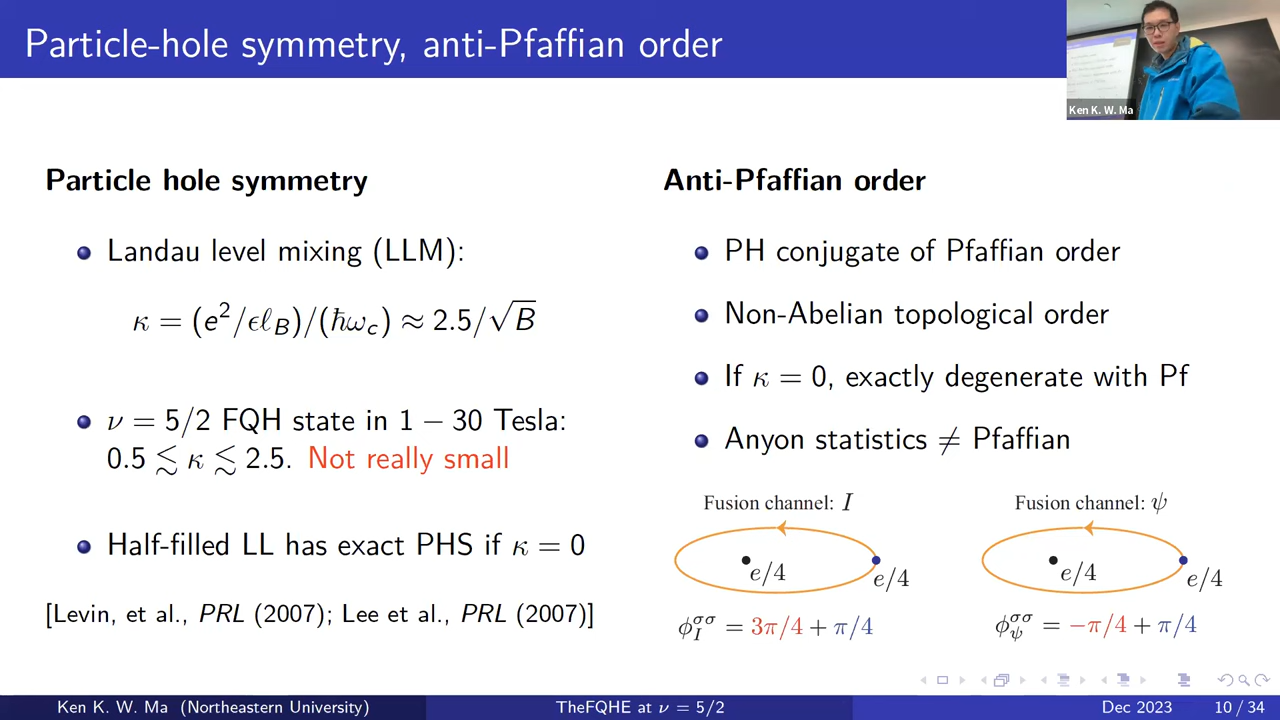 Particle-hole symmetry, anti-Pfaffian order
Ken K. W. Ma
Particle hole symmetry
Landau level mixing (LLM):
κ = (e²/ϵℓ_B)/(ℏω_c) ≈ 2.5/√B
ν = 5/2 FQH state in 1 – 30 Tesla:
0.5 ≲ κ ≲ 2.5. Not really small
Half-filled LL has exact PHS if κ = 0
[Levin, et al., PRL (2007); Lee et al., PRL (2007)]
Anti-Pfaffian order
PH conjugate of Pfaffian order
Non-Abelian topological order
If κ = 0, exactly degenerate with Pf
Anyon statistics ≠ Pfaffian
Fusion channel: I
e/4
e/4
ϕ_I^{σσ} = 3π/4 + π/4
Fusion channel: ψ
e/4
e/4
ϕ_ψ^{σσ} = −π/4 + π/4
Ken K. W. Ma (Northeastern University)
TheFQHE at ν = 5/2
Dec 2023
10 / 34